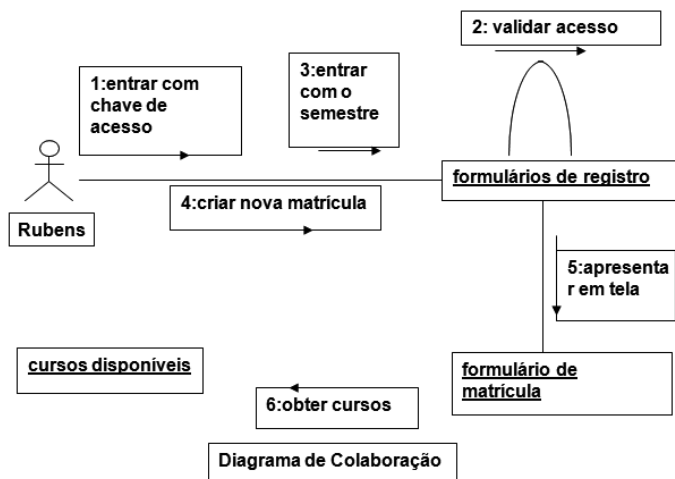 2: validar acesso
1:entrar com
chave de
acesso
3:entrar
com o
semestre
Rubens
4:criar nova matrícula
formulários de registro
5:apresenta
r em tela
cursos disponíveis
formulário de
matrícula
6:obter cursos
Diagrama de Colaboração